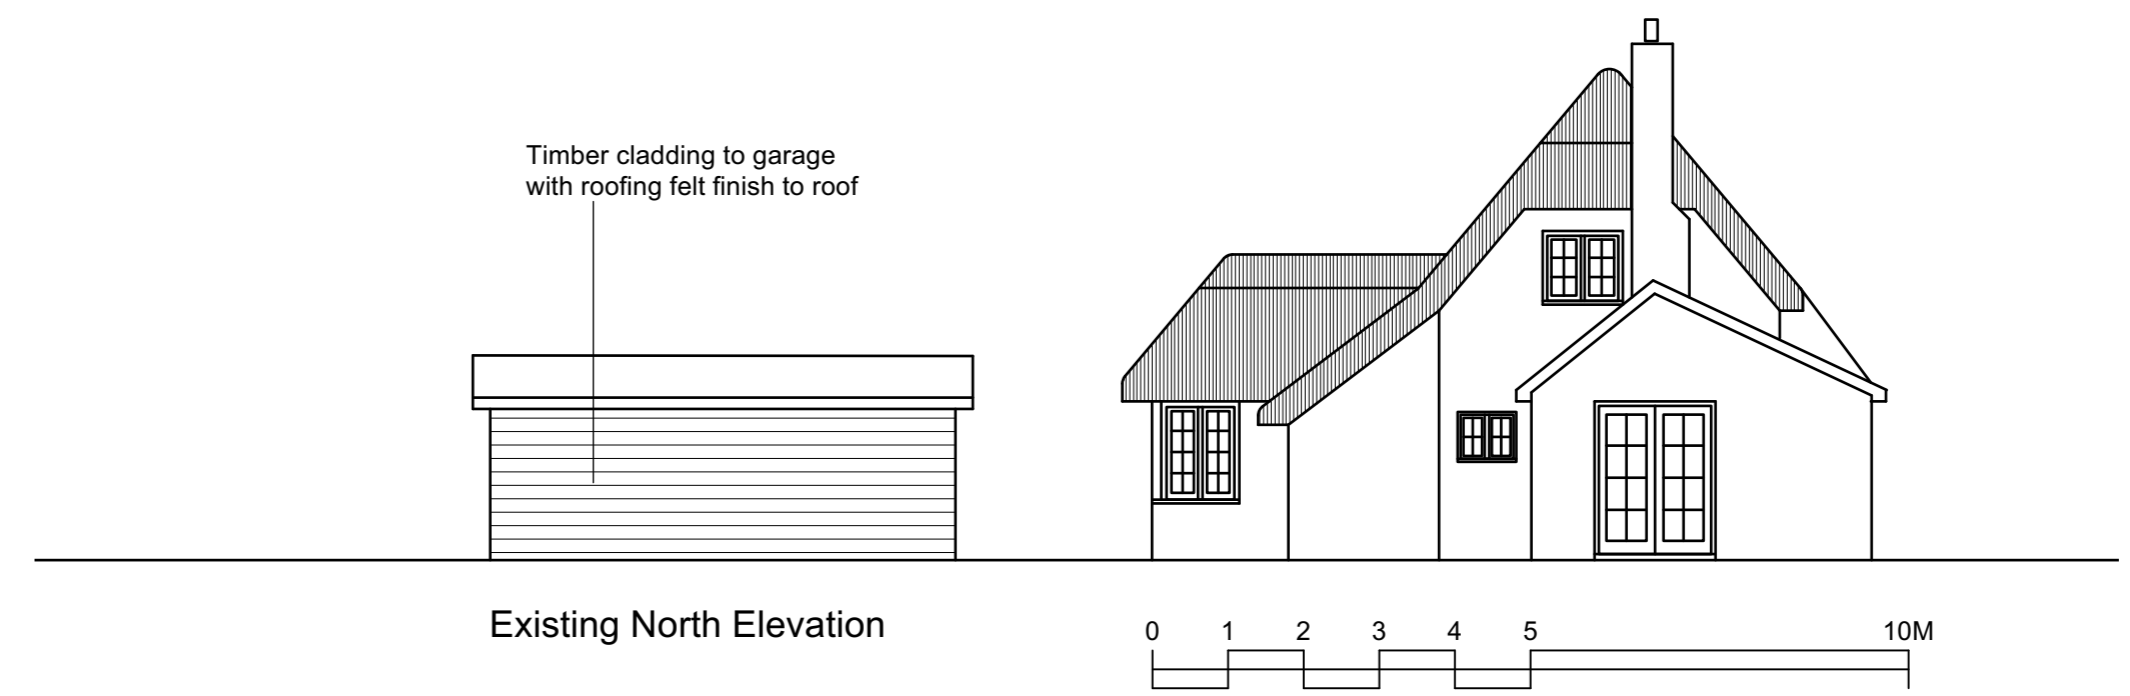 Timber cladding to garage
with roofing felt finish to roof
Existing North Elevation
0 1 2 3 4 5 10M